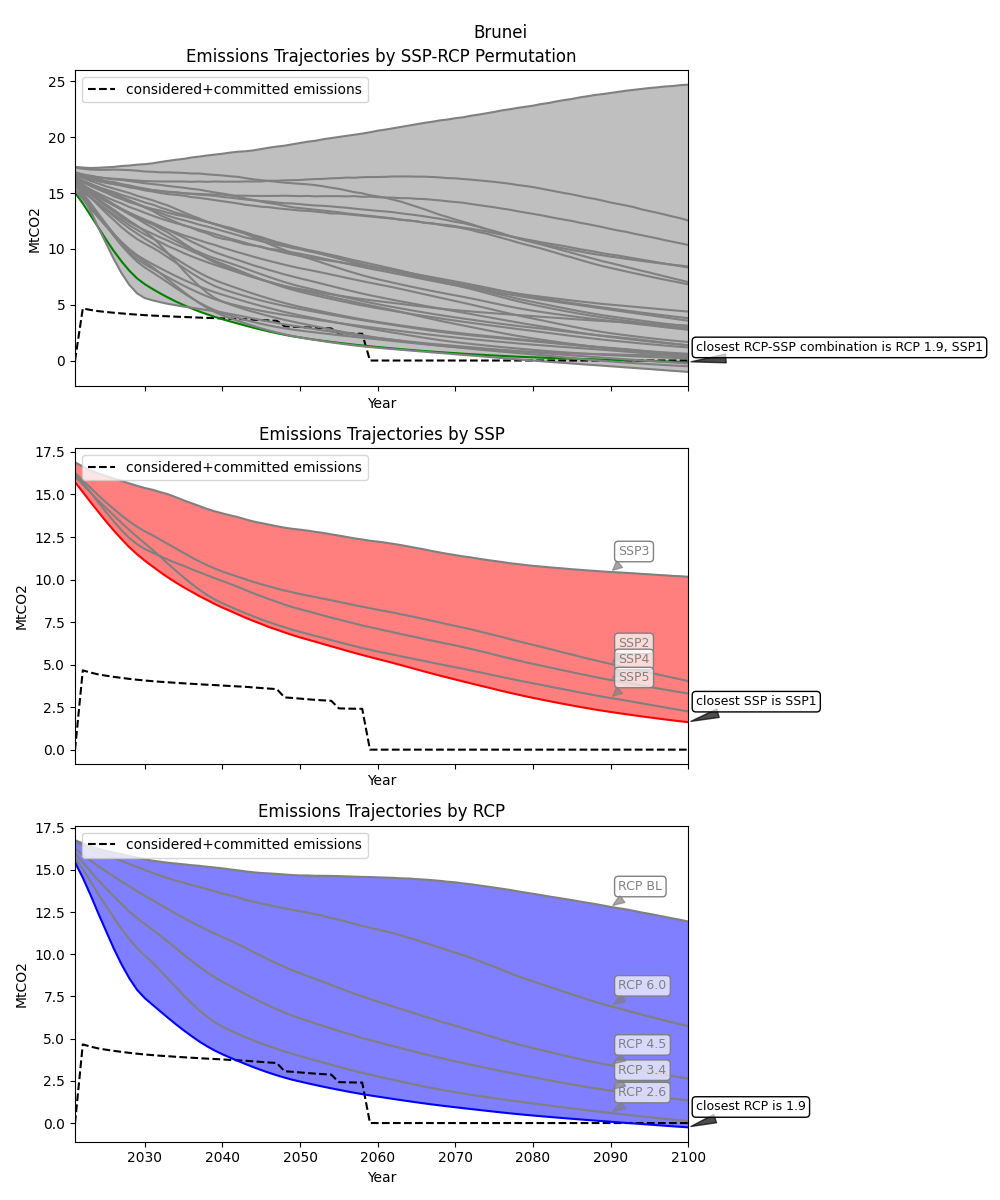 Brunei
Emissions Trajectories by SSP-RCP Permutation
considered+committed emissions
25
20
15
10
5
0
MtCO2
closest RCP-SSP combination is RCP 1.9, SSP1
Year
Emissions Trajectories by SSP
considered+committed emissions
17.5
15.0
12.5
10.0
7.5
5.0
2.5
0.0
MtCO2
SSP3
SSP2
SSP4
SSP5
closest SSP is SSP1
Year
Emissions Trajectories by RCP
considered+committed emissions
17.5
15.0
12.5
10.0
7.5
5.0
2.5
0.0
MtCO2
RCP BL
RCP 6.0
RCP 4.5
RCP 3.4
RCP 2.6
closest RCP is 1.9
2030 2040 2050 2060 2070 2080 2090 2100
Year